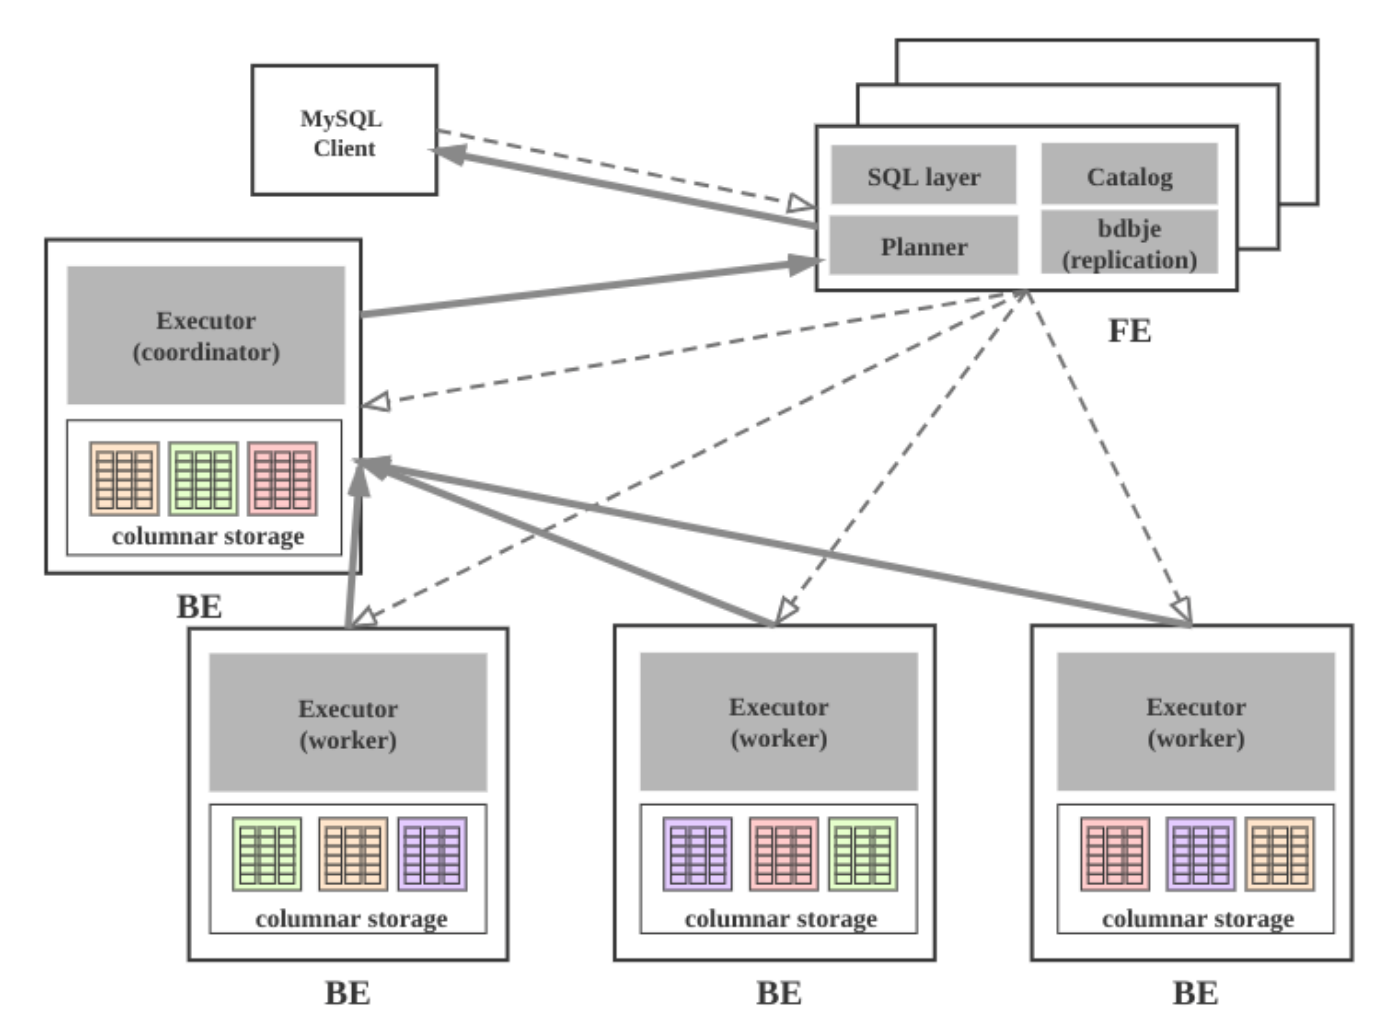 MySQL
Client
SQL layer
Catalog
Planner
bdbje
(replication)
FE
Executor
(coordinator)
columnar storage
BE
Executor
(worker)
columnar storage
BE
Executor
(worker)
columnar storage
BE
Executor
(worker)
columnar storage
BE